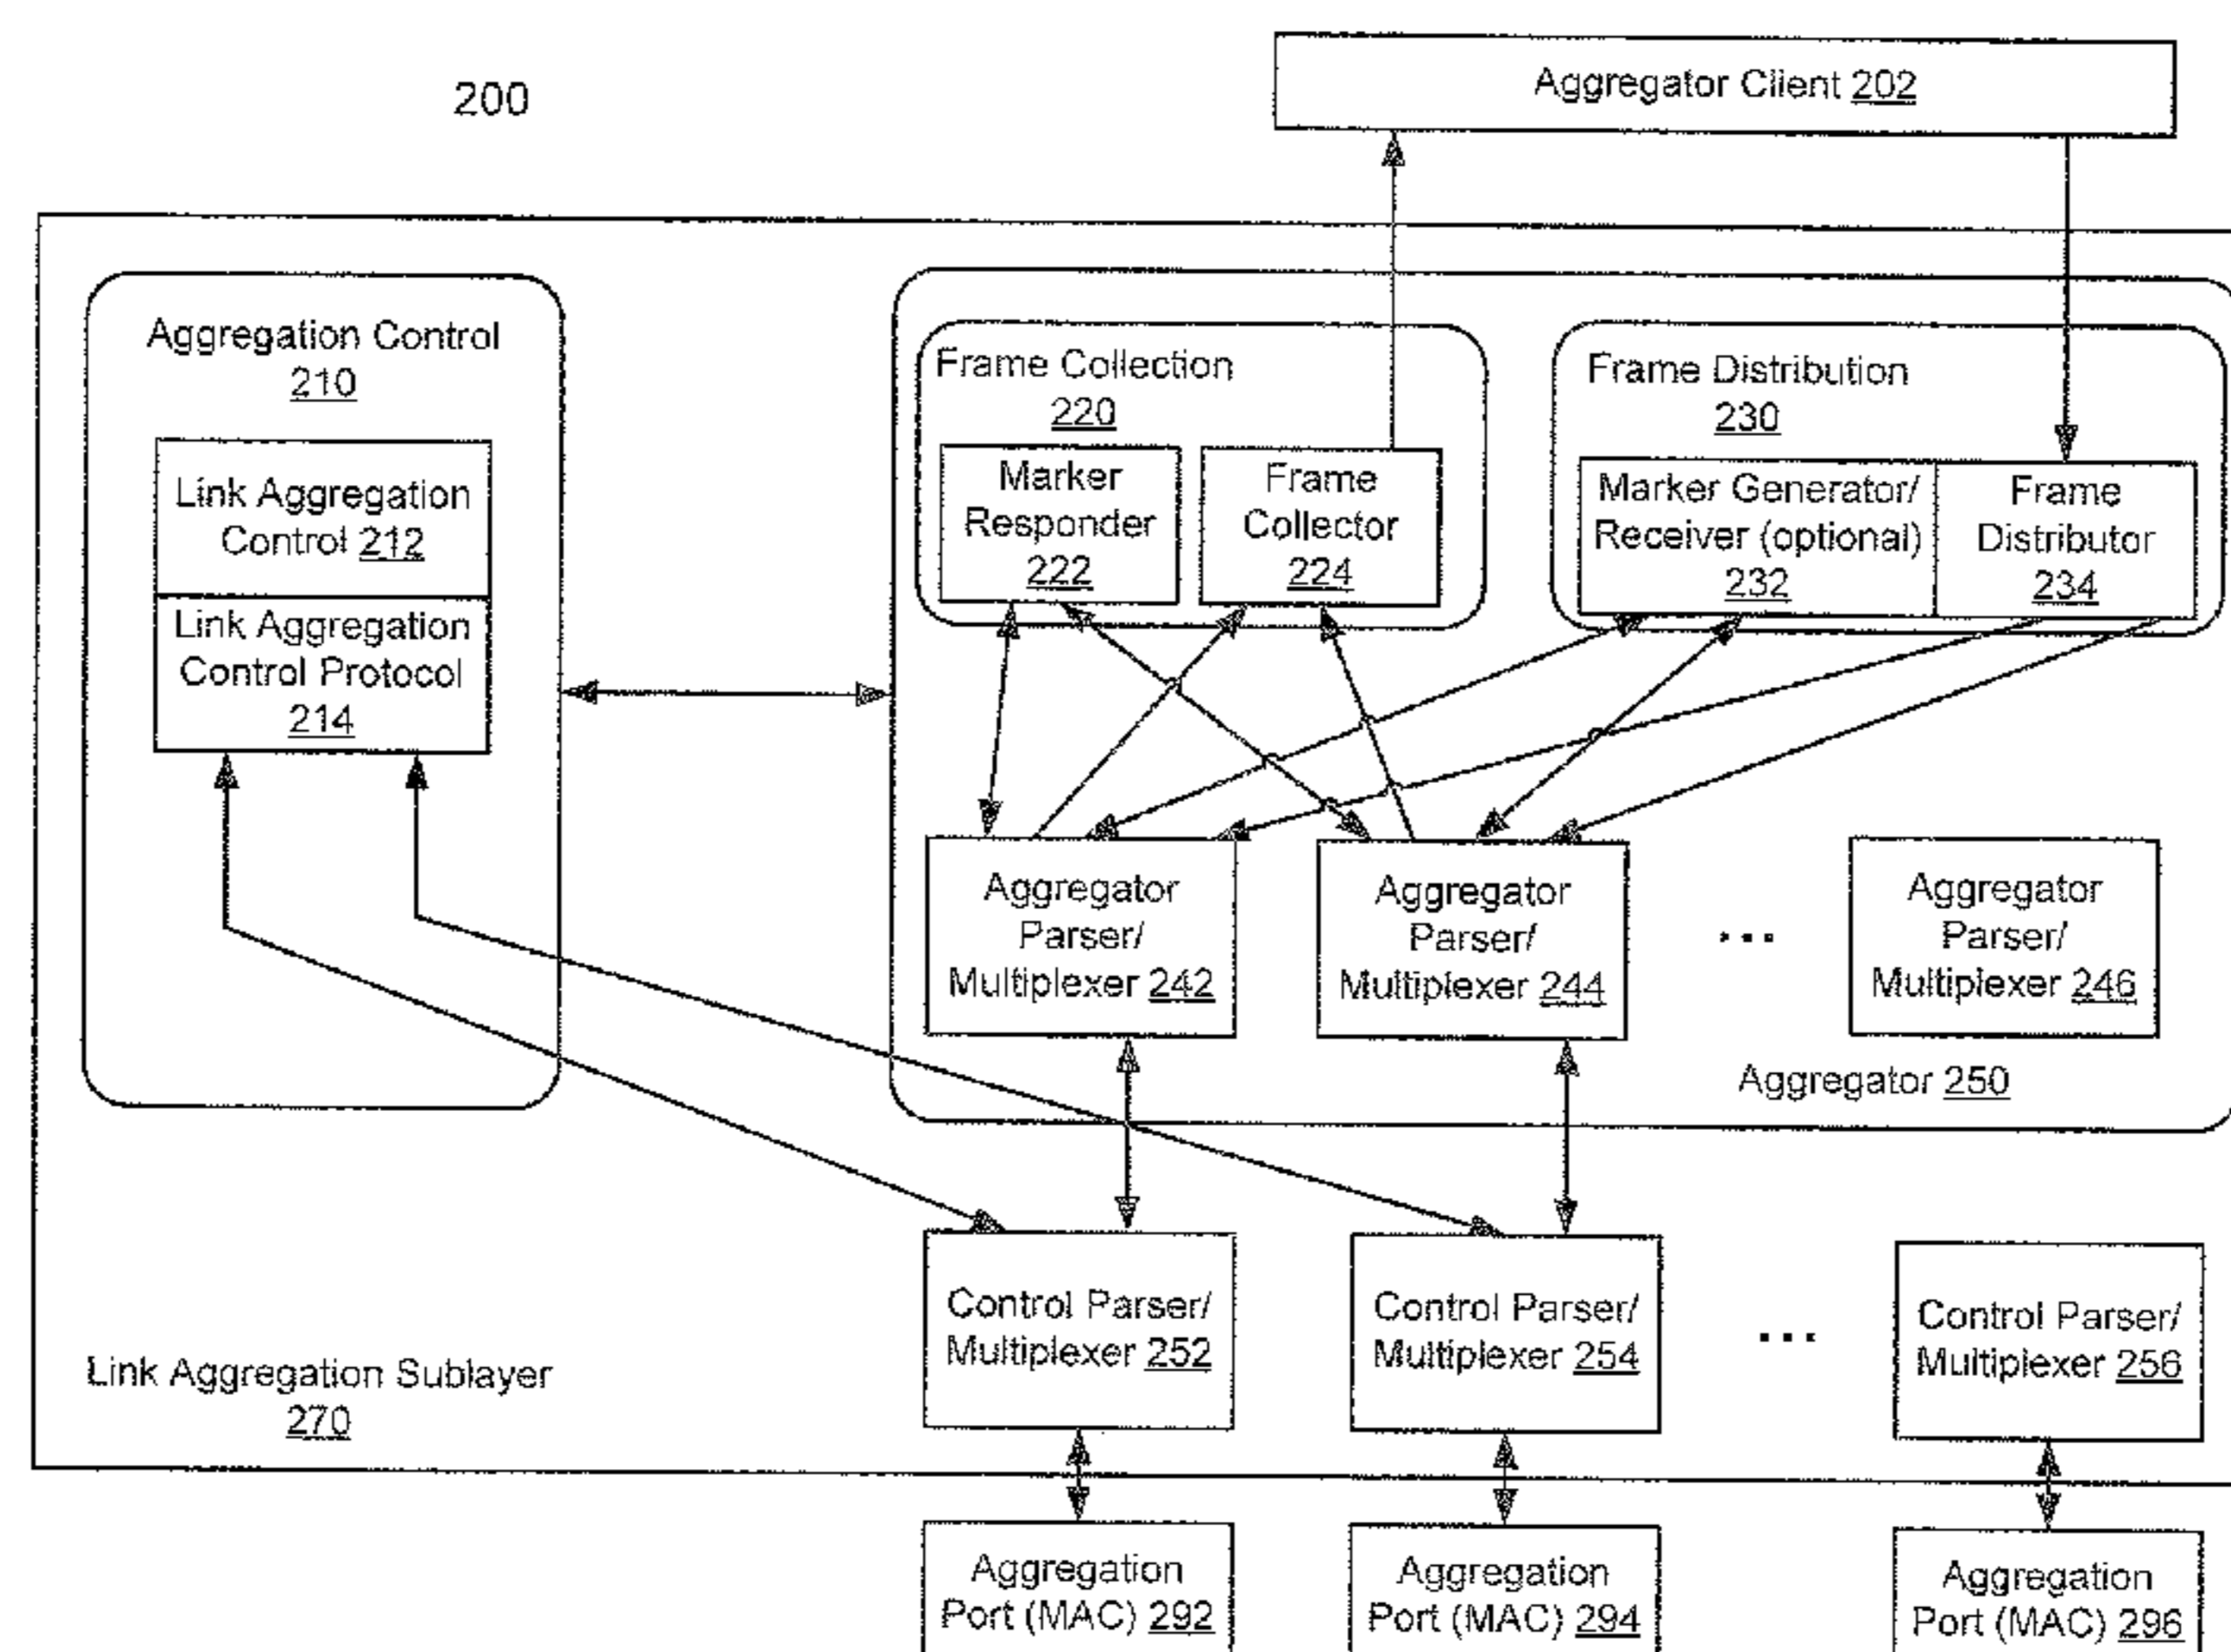 200
Aggregator Client 202
Aggregation Control
210
Link Aggregation
Control 212
Link Aggregation
Control Protocol
214
Frame Collection
220
Marker
Responder
222
Frame
Collector
224
Frame Distribution
230
Marker Generator/
Receiver (optional)
232
Frame
Distributor
234
Aggregator
Parser/
Multiplexer 242
Aggregator
Parser/
Multiplexer 244
...
Aggregator
Parser/
Multiplexer 246
Aggregator 250
Control Parser/
Multiplexer 252
Control Parser/
Multiplexer 254
...
Control Parser/
Multiplexer 256
Link Aggregation Sublayer
270
Aggregation
Port (MAC) 292
Aggregation
Port (MAC) 294
Aggregation
Port (MAC) 296